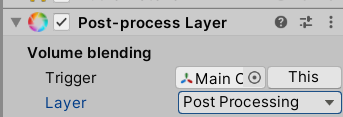 Post-process Layer
Volume blending
Trigger Main C This
Layer Post Processing